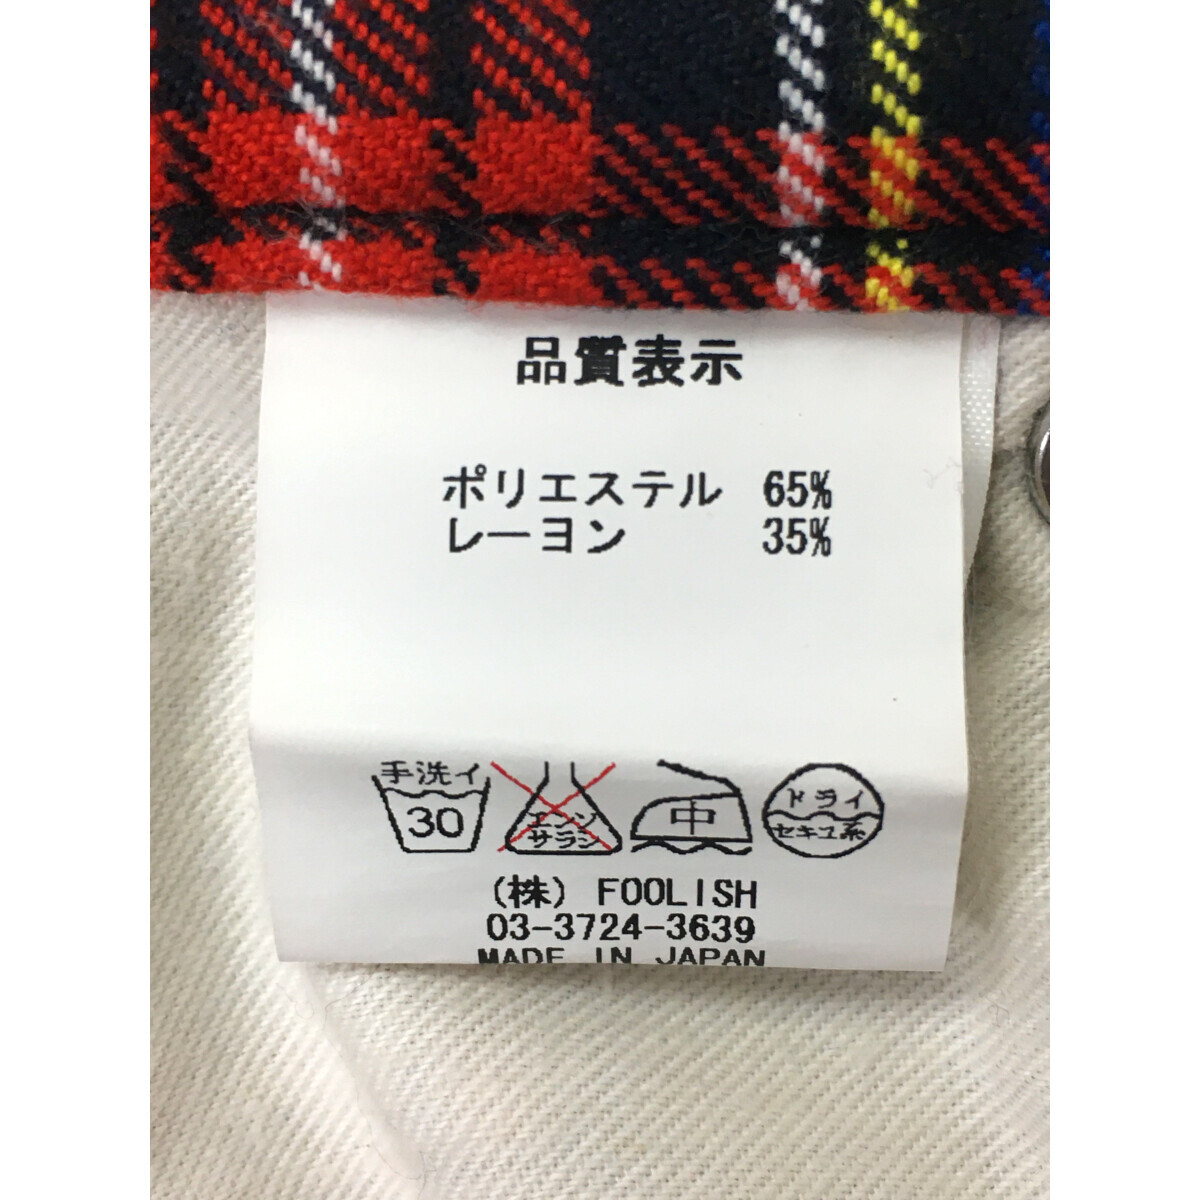 品質表示
ポリエステル 65%
レーヨン 35%
手洗イ
30
エンソ
サラシ
中
ドライ
セキユ系
(株) FOOLISH
03-3724-3639
MADE IN JAPAN